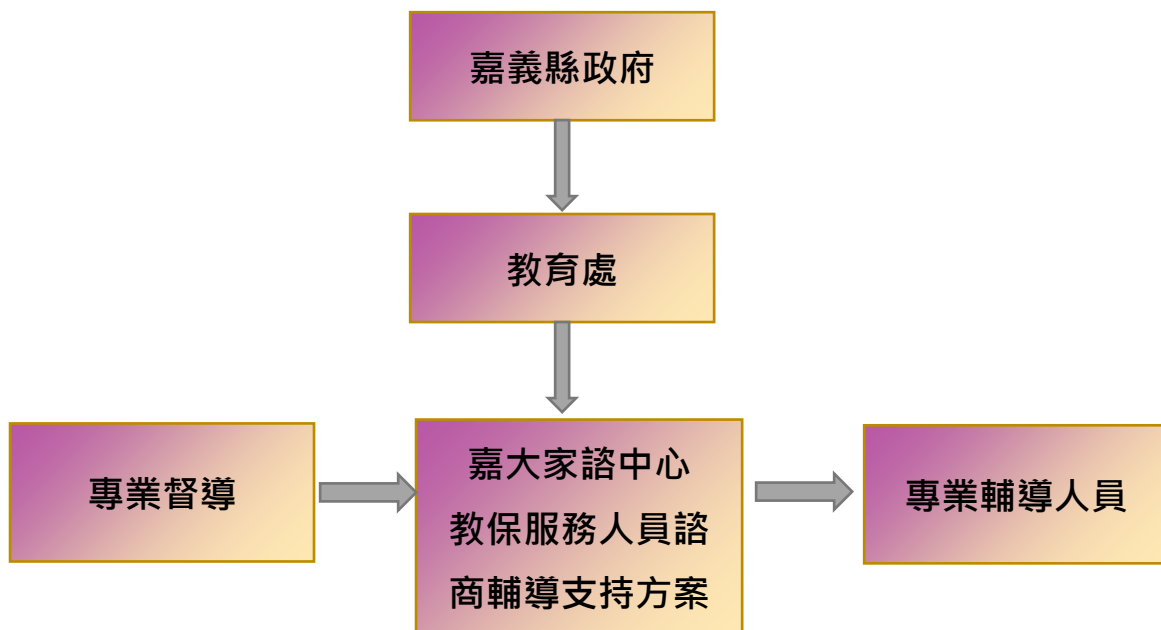 嘉義縣政府
教育處
專業督導
嘉大家諮中心
教保服務人員諮
商輔導支持方案
專業輔導人員